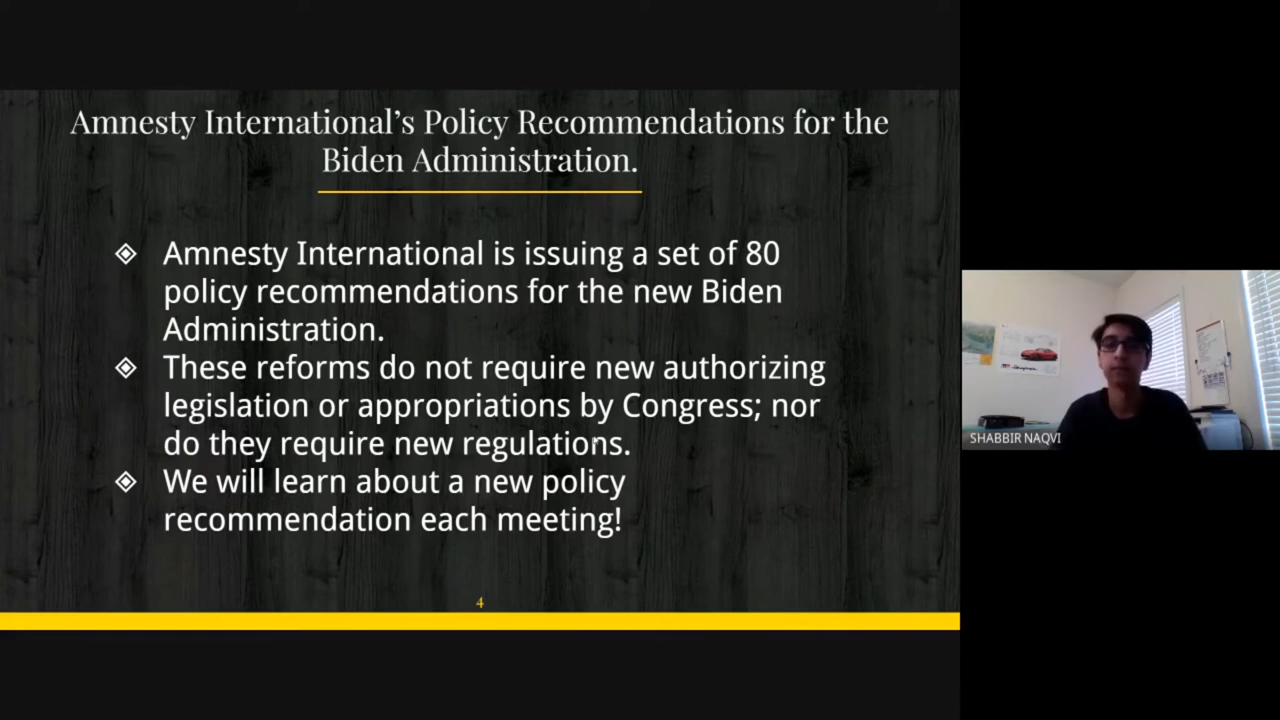 Amnesty International’s Policy Recommendations for the
Biden Administration.
Amnesty International is issuing a set of 80
policy recommendations for the new Biden
Administration.
These reforms do not require new authorizing
legislation or appropriations by Congress; nor
do they require new regulations.
We will learn about a new policy
recommendation each meeting!
4
SHABBIR NAQVI